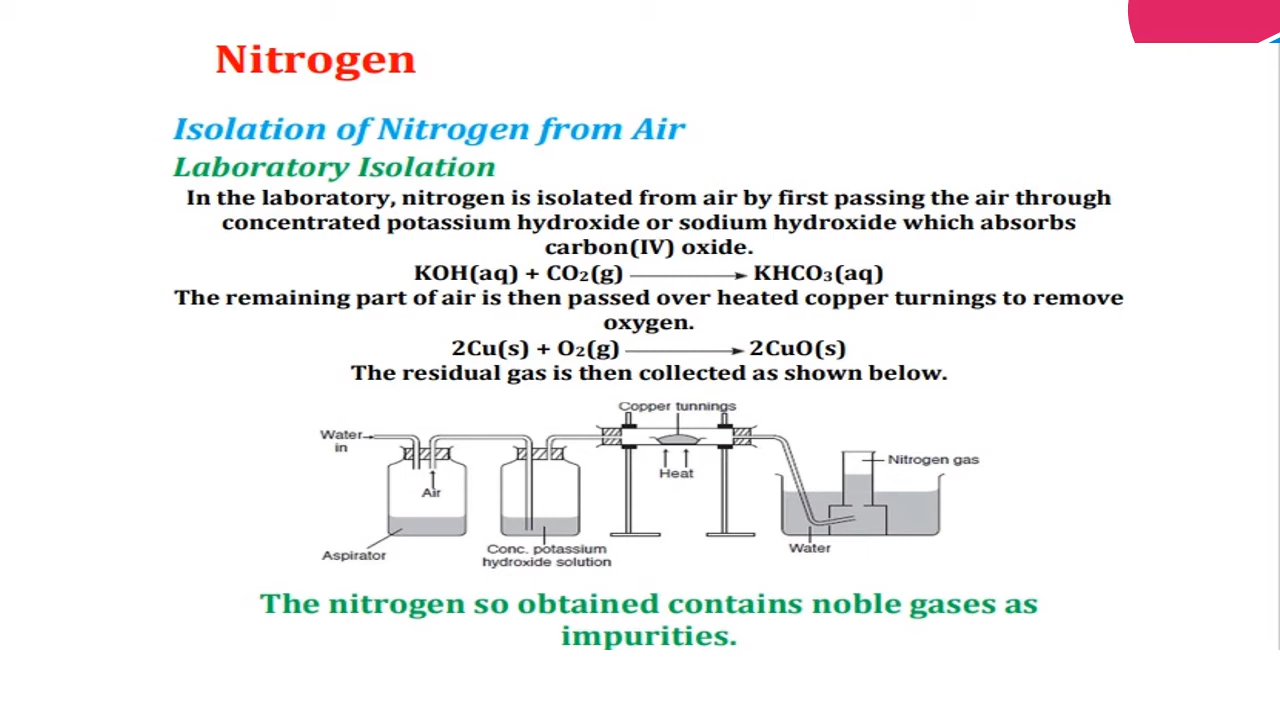 Nitrogen
Isolation of Nitrogen from Air
Laboratory Isolation
In the laboratory, nitrogen is isolated from air by first passing the air through
concentrated potassium hydroxide or sodium hydroxide which absorbs
carbon(IV) oxide.
KOH(aq) + CO₂(g) ⟶ KHCO₃(aq)
The remaining part of air is then passed over heated copper turnings to remove
oxygen.
2Cu(s) + O₂(g) ⟶ 2CuO(s)
The residual gas is then collected as shown below.
Copper tunnings
Water
in
Nitrogen gas
Heat
Air
Water
Aspirator
Conc. potassium
hydroxide solution
The nitrogen so obtained contains noble gases as
impurities.